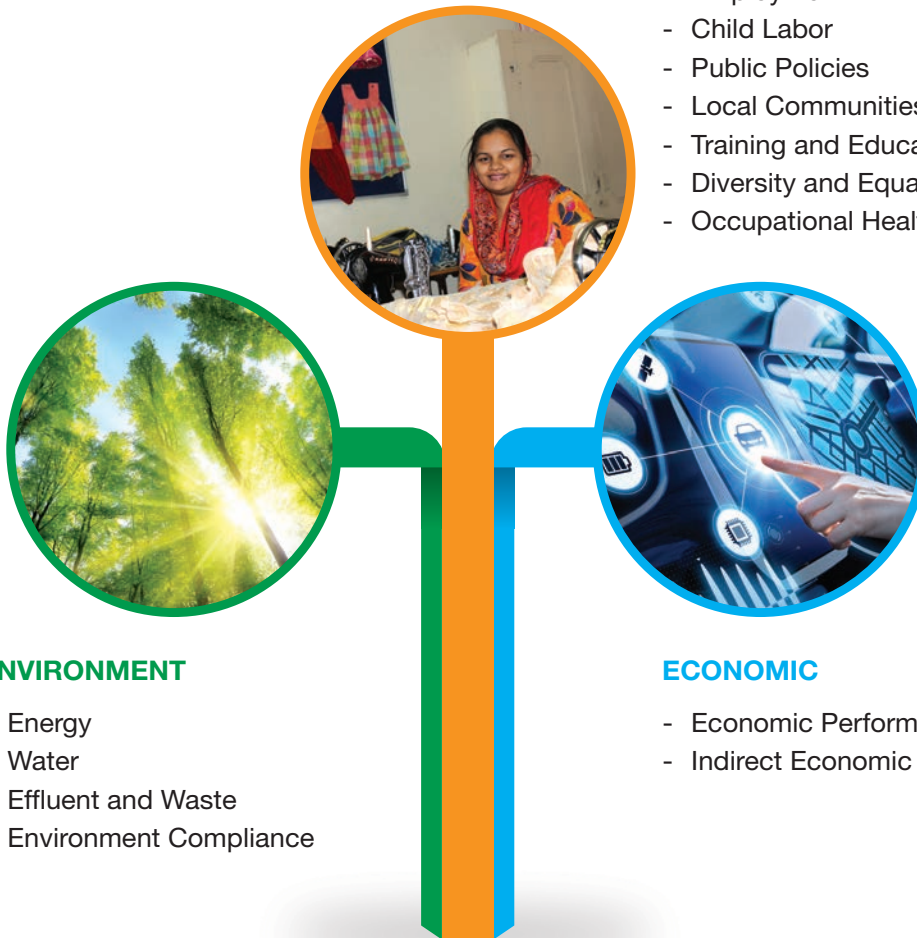 - Child Labor
- Public Policies
- Local Communities
- Training and Educa
- Diversity and Equa
- Occupational Heal
NVIRONMENT
Energy
Water
Effluent and Waste
Environment Compliance
ECONOMIC
- Economic Perform
- Indirect Economic